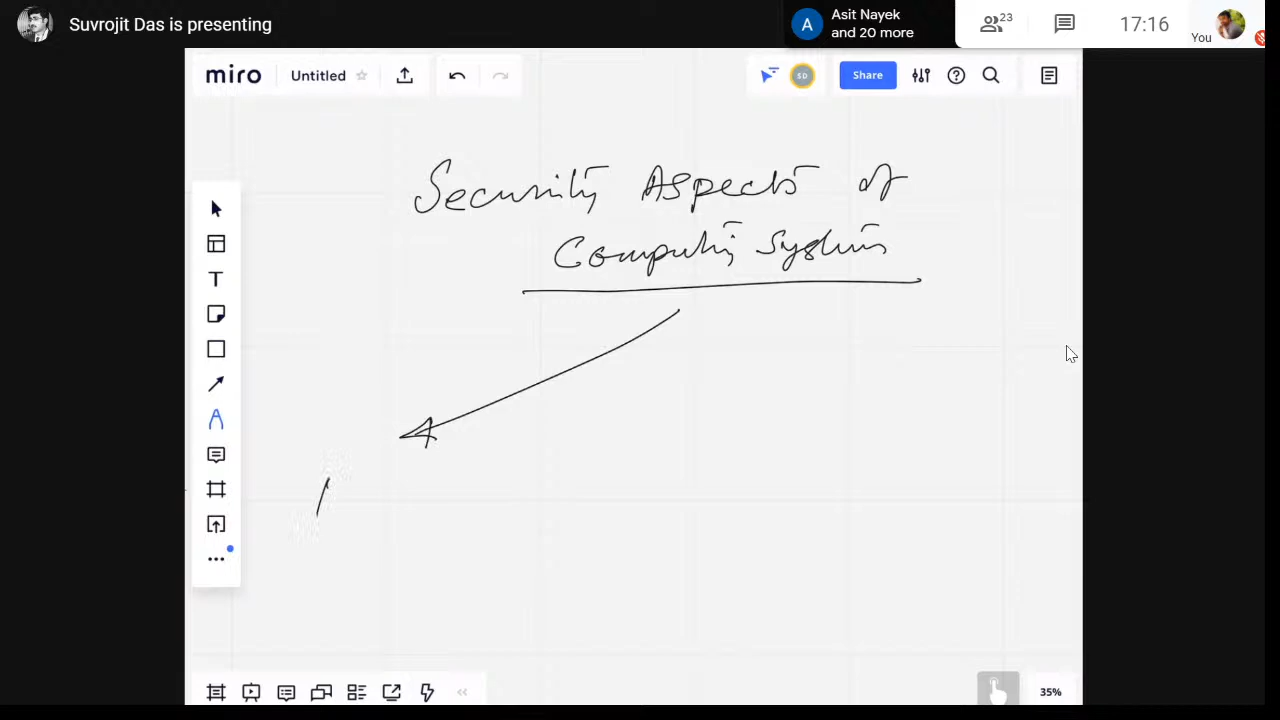 Suvrojit Das is presenting
A
Asit Nayek
and 20 more
23
17:16
You
miro
Untitled
SD
Share
Security Aspects of
Computing Systems
35%